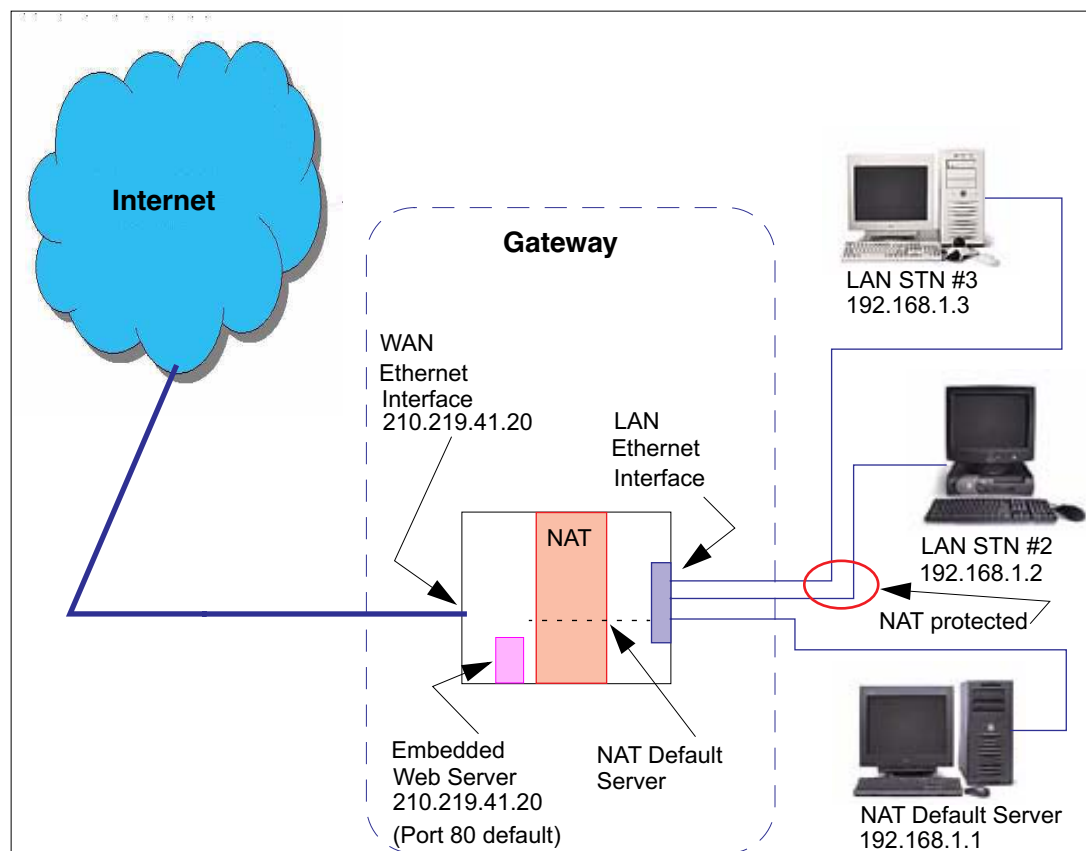 Internet
Gateway
LAN STN #3
192.168.1.3
WAN
Ethernet
Interface
210.219.41.20
LAN
Ethernet
Interface
NAT
LAN STN #2
192.168.1.2
NAT protected
Embedded
Web Server
210.219.41.20
(Port 80 default)
NAT Default
Server
NAT Default Server
192.168.1.1